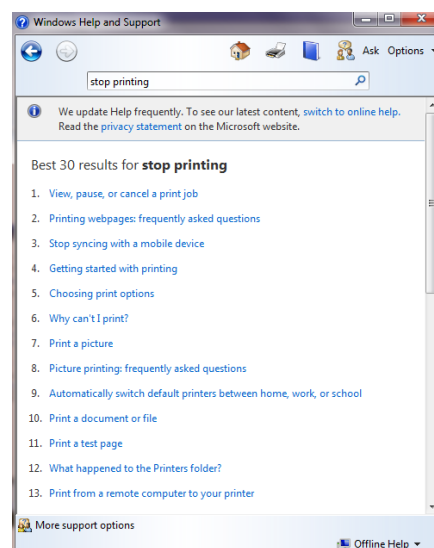 Windows Help and Support
Ask Options
stop printing
We update Help frequently. To see our latest content, switch to online help.
Read the privacy statement on the Microsoft website.
Best 30 results for stop printing
1. View, pause, or cancel a print job
2. Printing webpages: frequently asked questions
3. Stop syncing with a mobile device
4. Getting started with printing
5. Choosing print options
6. Why can't I print?
7. Print a picture
8. Picture printing: frequently asked questions
9. Automatically switch default printers between home, work, or school
10. Print a document or file
11. Print a test page
12. What happened to the Printers folder?
13. Print from a remote computer to your printer
More support options
Offline Help